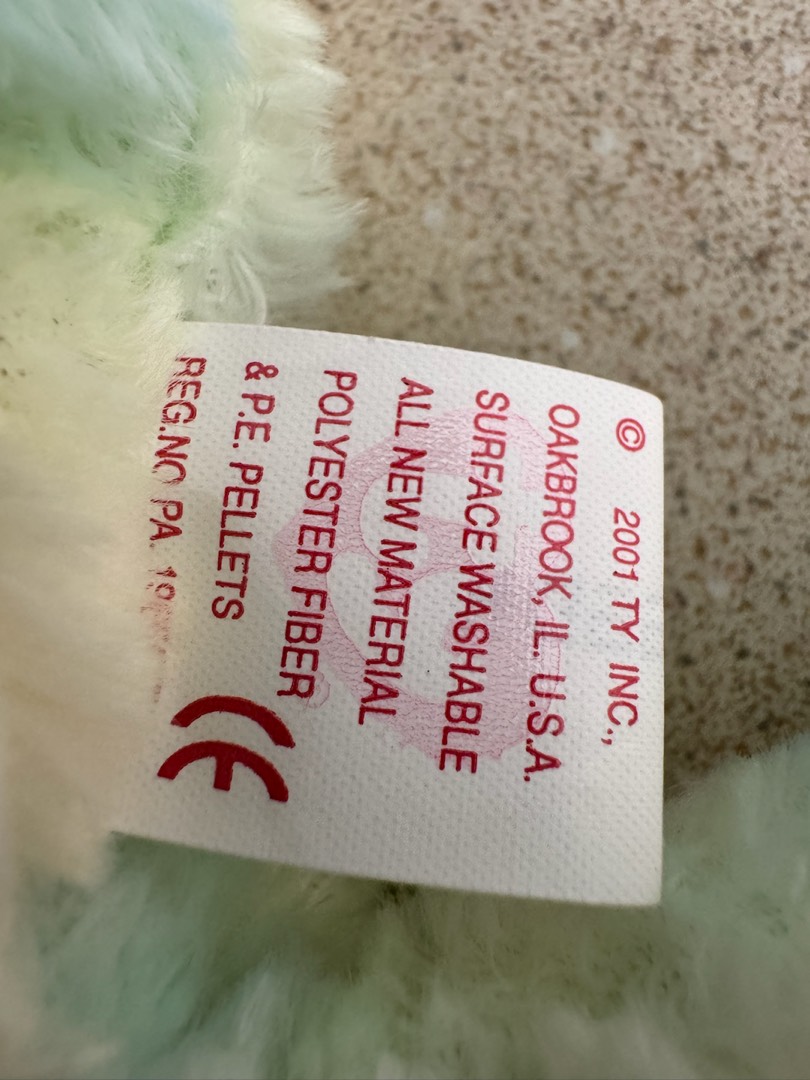 © 2001 TY INC.,
OAKBROOK, IL. U.S.A.
SURFACE WASHABLE
ALL NEW MATERIAL
POLYESTER FIBER
& P.E. PELLETS
REG.NO PA.
CE